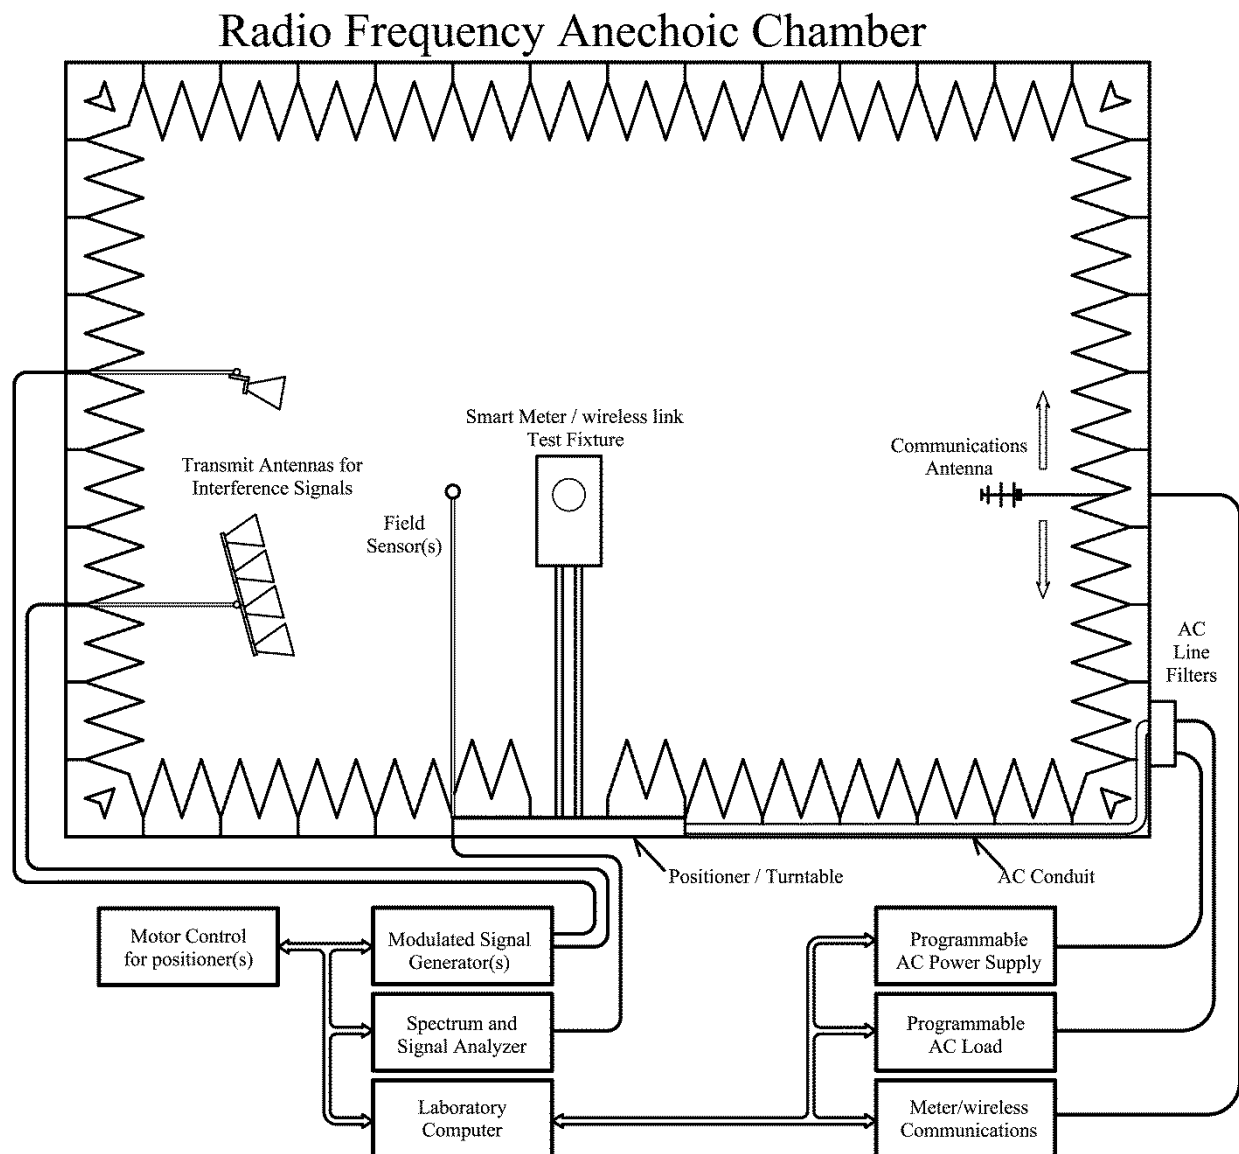 Radio Frequency Anechoic Chamber
Smart Meter / wireless link
Test Fixture
Communications
Antenna
Transmit Antennas for
Interference Signals
Field
Sensor(s)
AC
Line
Filters
Positioner / Turntable
AC Conduit
Motor Control
for positioner(s)
Modulated Signal
Generator(s)
Programmable
AC Power Supply
Spectrum and
Signal Analyzer
Programmable
AC Load
Laboratory
Computer
Meter/wireless
Communications